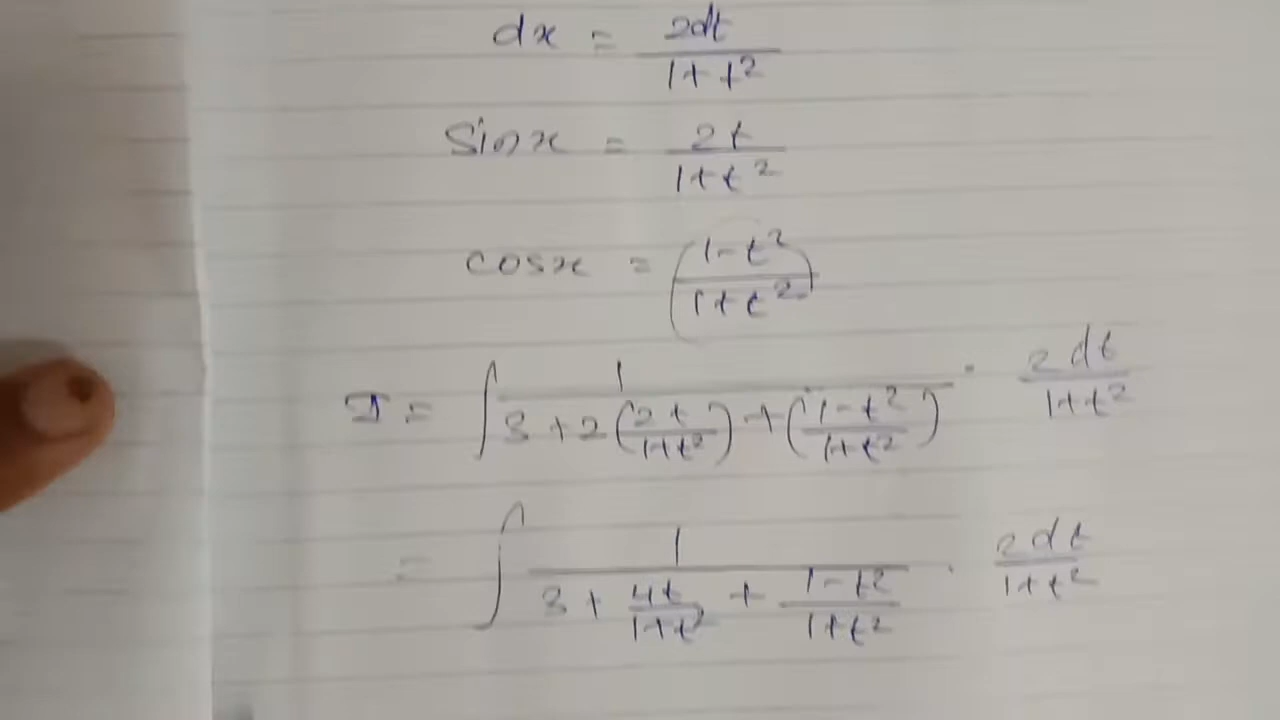 dx = 2dt / 1+t²
Sinx = 2t / 1+t²
cosx = (1-t² / 1+t²)
I = ∫ 1 / 3+2(2t / 1+t²)+(1-t² / 1+t²) · 2dt / 1+t²
= ∫ 1 / 3+ 4t / 1+t² + 1-t² / 1+t² · 2dt / 1+t²